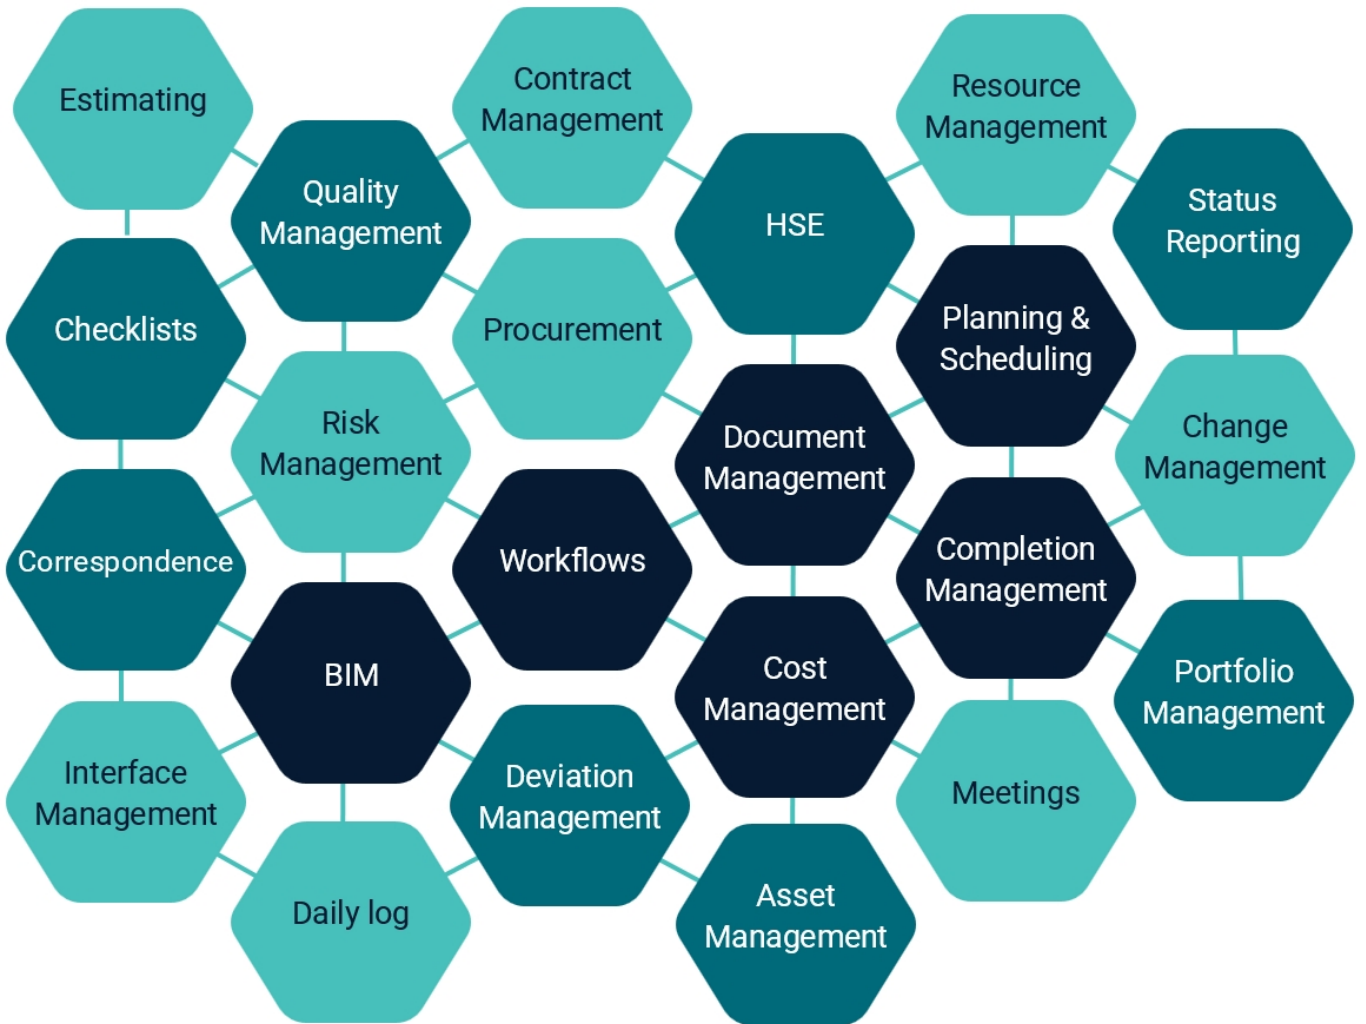 Estimating
Contract
Management
Resource
Management
Quality
Management
HSE
Status
Reporting
Checklists
Procurement
Planning &
Scheduling
Risk
Management
Document
Management
Change
Management
Correspondence
Workflows
Completion
Management
BIM
Cost
Management
Portfolio
Management
Interface
Management
Deviation
Management
Meetings
Daily log
Asset
Management